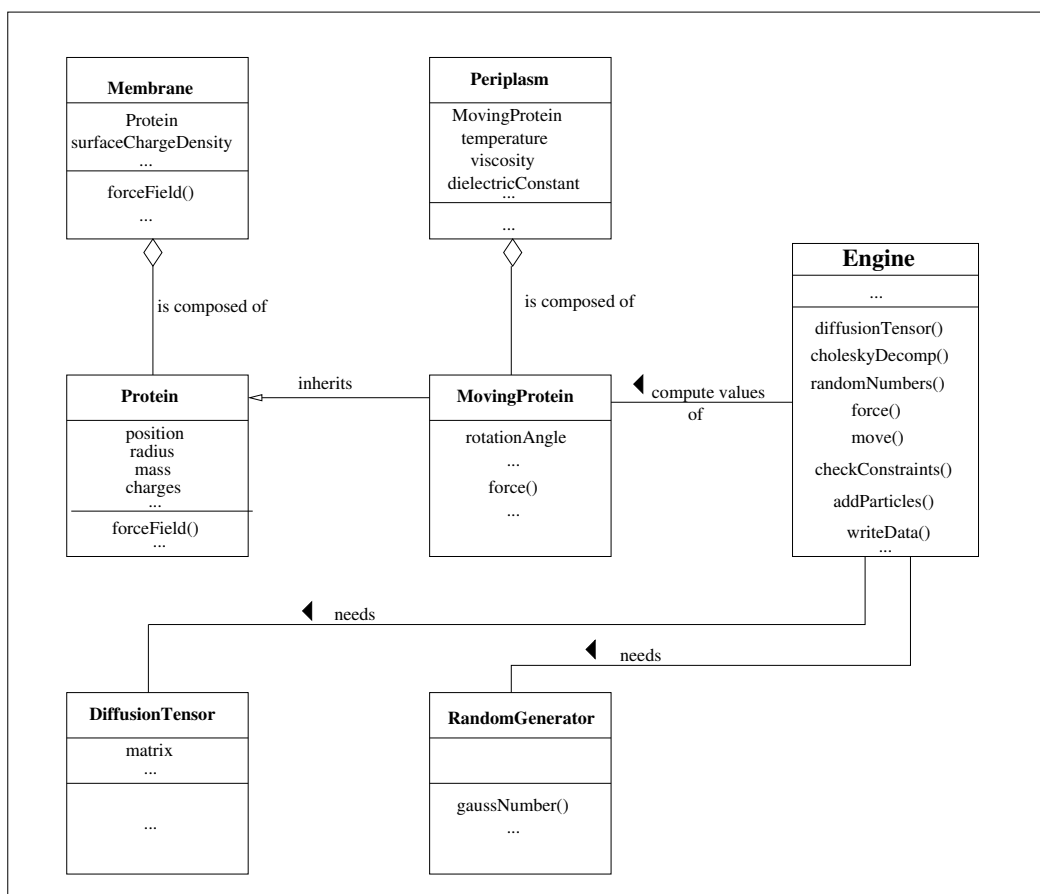 Membrane
Protein
surfaceChargeDensity
...
forceField()
...
Periplasm
MovingProtein
temperature
viscosity
dielectricConstant
...
...
is composed of
is composed of
Engine
...
diffusionTensor()
choleskyDecomp()
randomNumbers()
force()
move()
checkConstraints()
addParticles()
writeData()
...
Protein
position
radius
mass
charges
...
forceField()
...
inherits
MovingProtein
rotationAngle
...
force()
...
compute values
of
needs
needs
DiffusionTensor
matrix
...
...
RandomGenerator
gaussNumber()
...